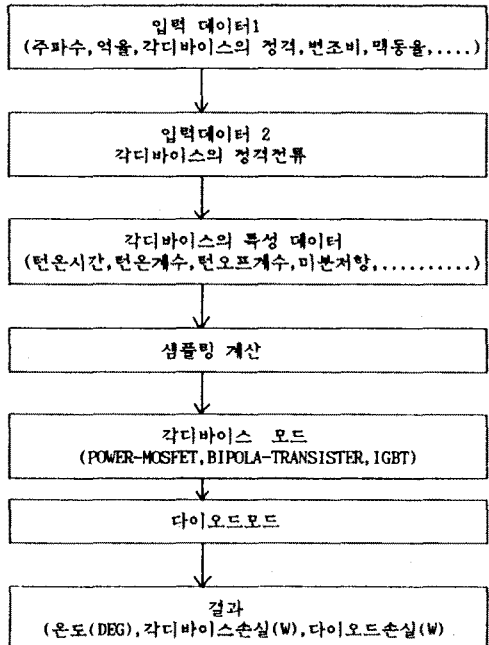 입력 데이터1
(주파수,역율,각디바이스의 정격,변조비,맥동율,....)
입력데이터 2
각디바이스의 정격전류
각디바이스의 특성 데이터
(턴온시간,턴온계수,턴오프계수,미분저항,...........)
샘플링 계산
각디바이스 모드
(POWER-MOSFET,BIPOLA-TRANSISTER,IGBT)
다이오드모드
결과
(온도(DEG),각디바이스손실(W),다이오드손실(W)